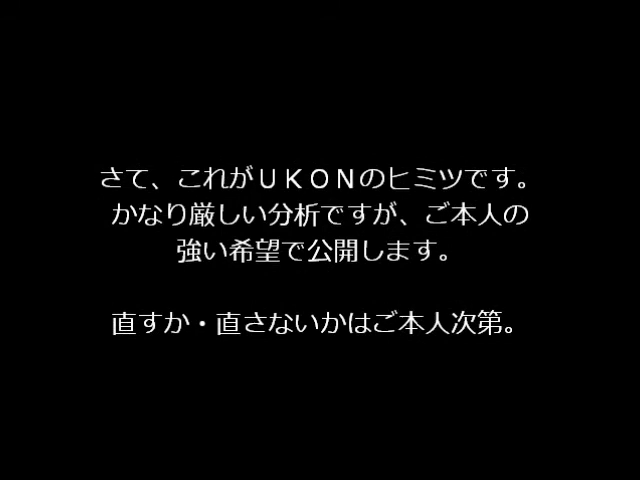 さて、これがＵＫＯＮのヒミツです。
かなり厳しい分析ですが、ご本人の
強い希望で公開します。
直すか・直さないかはご本人次第。